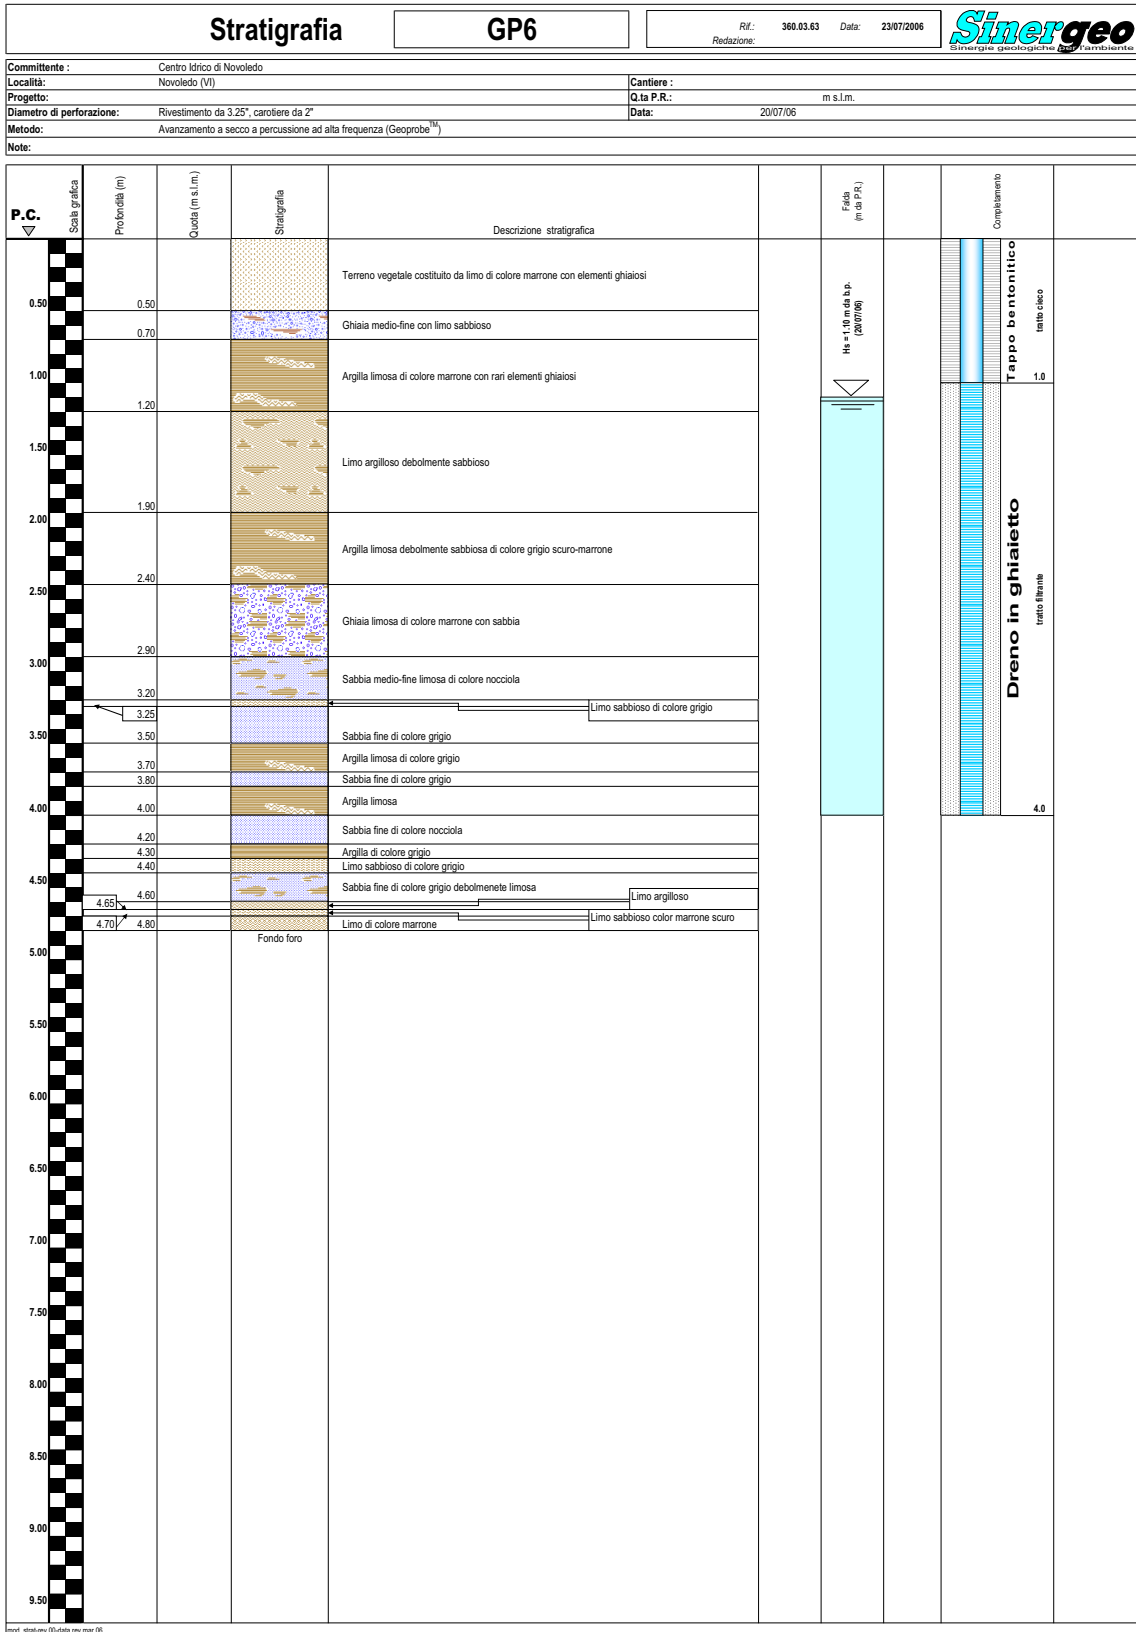 Stratigrafia
GP6
Rif.: 360.03.63 Data: 23/07/2006
Redazione:
Sinergeo
Sinergie geologiche per l'ambiente
Committente : Centro Idrico di Novoledo
Località: Novoledo (VI) Cantiere :
Progetto: Q.ta P.R.: m s.l.m.
Diametro di perforazione: Rivestimento da 3.25", carotiere da 2" Data: 20/07/06
Metodo: Avanzamento a secco a percussione ad alta frequenza (Geoprobe™)
Note:
P.C.
Scala grafica
Profondità (m)
Quota (m s.l.m.)
Stratigrafia
Descrizione stratigrafica
Falda
(m da P.R.)
Completamento
Terreno vegetale costituito da limo di colore marrone con elementi ghiaiosi
0.50 0.50
Ghiaia medio-fine con limo sabbioso
0.70
Hs = 1.10 m da b.p.
(20/07/06)
Tappo bentonitico
tratto cieco
1.00 Argilla limosa di colore marrone con rari elementi ghiaiosi 1.0
1.20
1.50
Limo argilloso debolmente sabbioso
1.90
2.00
Argilla limosa debolmente sabbiosa di colore grigio scuro-marrone
2.40
2.50
Dreno in ghiaietto
tratto filtrante
Ghiaia limosa di colore marrone con sabbia
2.90
3.00
Sabbia medio-fine limosa di colore nocciola
3.20
Limo sabbioso di colore grigio
3.25
3.50 3.50 Sabbia fine di colore grigio
Argilla limosa di colore grigio
3.70
3.80 Sabbia fine di colore grigio
Argilla limosa
4.00 4.00 4.0
Sabbia fine di colore nocciola
4.20
4.30 Argilla di colore grigio
4.40 Limo sabbioso di colore grigio
4.50
Sabbia fine di colore grigio debolmenete limosa
4.60
Limo argilloso
4.65
Limo sabbioso color marrone scuro
4.70 4.80 Limo di colore marrone
Fondo foro
5.00
5.50
6.00
6.50
7.00
7.50
8.00
8.50
9.00
9.50
mod. strat-rev.00-data rev.mar.06